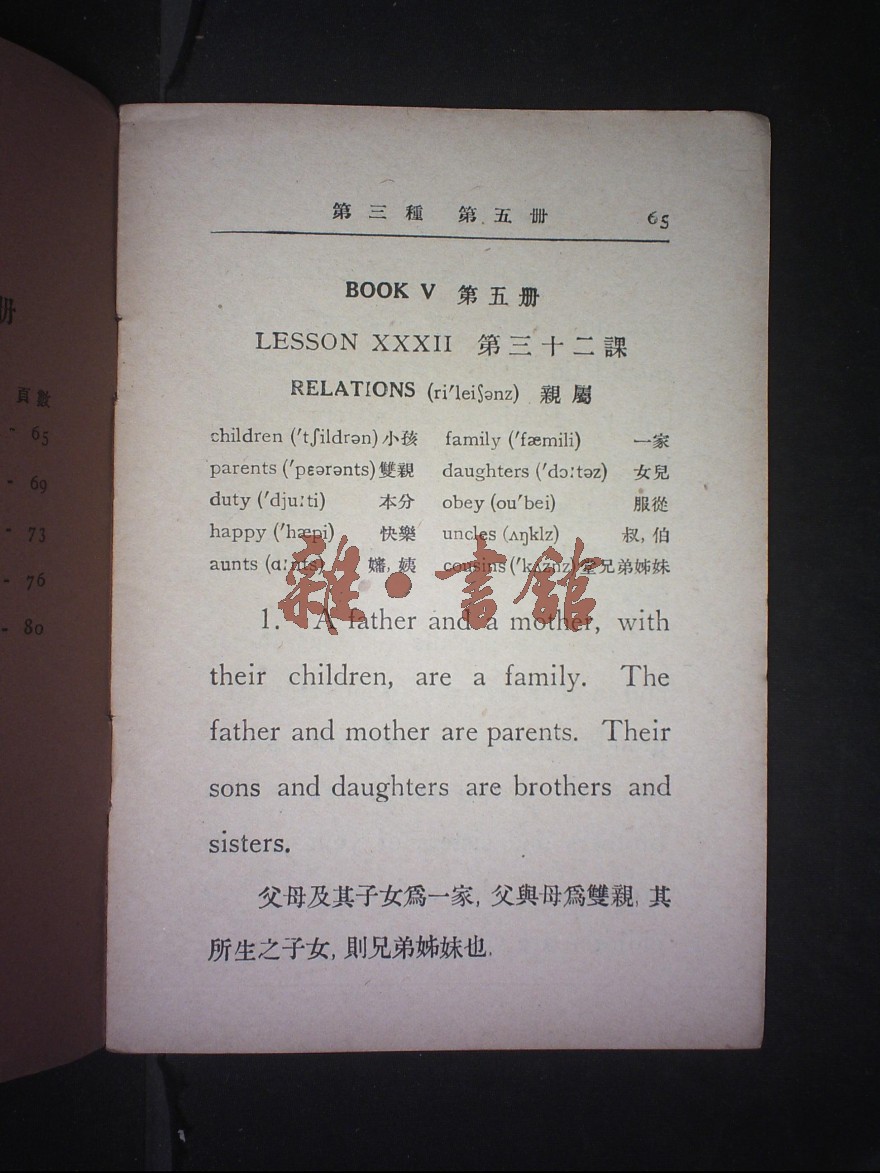 册
頁數
- 65
- 69
- 73
- 76
- 80
第三種 第五册 65
BOOK V 第五册
LESSON XXXII 第三十二課
RELATIONS (ri'leiʃənz) 親屬
children ('tʃildrən) 小孩 family ('fæmili) 一家
parents ('pɛərənts) 雙親 daughters ('dɔːtəz) 女兒
duty ('djuːti) 本分 obey (ou'bei) 服從
happy ('hæpi) 快樂 uncles (ʌŋklz) 叔, 伯
aunts (ɑːnts) 嬸, 姨 cousins ('kʌznz) 堂兄弟姊妹
雜·書館
1. A father and a mother, with
their children, are a family. The
father and mother are parents. Their
sons and daughters are brothers and
sisters.
父母及其子女爲一家, 父與母爲雙親, 其
所生之子女, 則兄弟姊妹也.